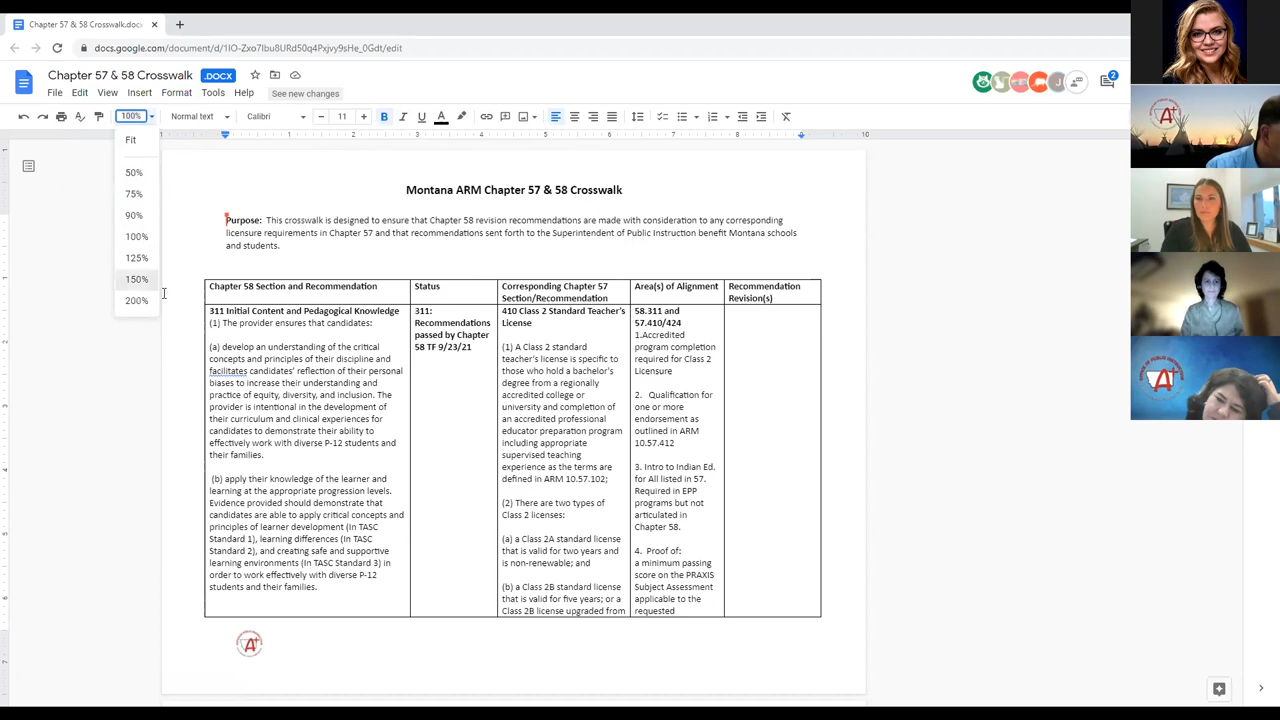 Chapter 57 & 58 Crosswalk.docx
docs.google.com/document/d/1IO-Zxo7Ibu8URd50q4Pxjvy9sHe_0Gdt/edit
Chapter 57 & 58 Crosswalk .DOCX
File Edit View Insert Format Tools Help See new changes
2
100% Normal text Calibri 11 B I U A
Fit
50%
75%
90%
100%
125%
150%
200%
Montana ARM Chapter 57 & 58 Crosswalk
Purpose: This crosswalk is designed to ensure that Chapter 58 revision recommendations are made with consideration to any corresponding
licensure requirements in Chapter 57 and that recommendations sent forth to the Superintendent of Public Instruction benefit Montana schools
and students.
Chapter 58 Section and Recommendation
Status
Corresponding Chapter 57
Section/Recommendation
Area(s) of Alignment
Recommendation
Revision(s)
311 Initial Content and Pedagogical Knowledge
(1) The provider ensures that candidates:
(a) develop an understanding of the critical
concepts and principles of their discipline and
facilitates candidates' reflection of their personal
biases to increase their understanding and
practice of equity, diversity, and inclusion. The
provider is intentional in the development of
their curriculum and clinical experiences for
candidates to demonstrate their ability to
effectively work with diverse P-12 students and
their families.
(b) apply their knowledge of the learner and
learning at the appropriate progression levels.
Evidence provided should demonstrate that
candidates are able to apply critical concepts and
principles of learner development (In TASC
Standard 1), learning differences (In TASC
Standard 2), and creating safe and supportive
learning environments (In TASC Standard 3) in
order to work effectively with diverse P-12
students and their families.
311:
Recommendations
passed by Chapter
58 TF 9/23/21
410 Class 2 Standard Teacher's
License
(1) A Class 2 standard
teacher's license is specific to
those who hold a bachelor's
degree from a regionally
accredited college or
university and completion of
an accredited professional
educator preparation program
including appropriate
supervised teaching
experience as the terms are
defined in ARM 10.57.102;
(2) There are two types of
Class 2 licenses:
(a) a Class 2A standard license
that is valid for two years and
is non-renewable; and
(b) a Class 2B standard license
that is valid for five years; or a
Class 2B license upgraded from
58.311 and
57.410/424
1.Accredited
program completion
required for Class 2
Licensure
2. Qualification for
one or more
endorsement as
outlined in ARM
10.57.412
3. Intro to Indian Ed.
for All listed in 57.
Required in EPP
programs but not
articulated in
Chapter 58.
4. Proof of:
a minimum passing
score on the PRAXIS
Subject Assessment
applicable to the
requested